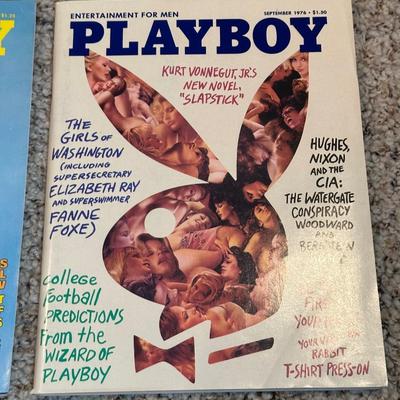 $1.25
Y
ENTERTAINMENT FOR MEN
SEPTEMBER 1976 • $1.50
PLAYBOY
KURT VONNEGUT, JR'S
NEW NOVEL,
"SLAPSTICK"
THE
GIRLS OF
WASHINGTON
(INCLUDING
SUPERSECRETARY
ELIZABETH RAY
AND SUPERSWIMMER
FANNE
FOXE)
HUGHES,
NIXON
AND THE
CIA:
THE WATERGATE
CONSPIRACY
WOODWARD
AND
COLLEGE
FOOTBALL
PREDICTIONS
FROM the
WIZARD OF
PLAYBOY
RABBIT
T-SHIRT PRESS-ON